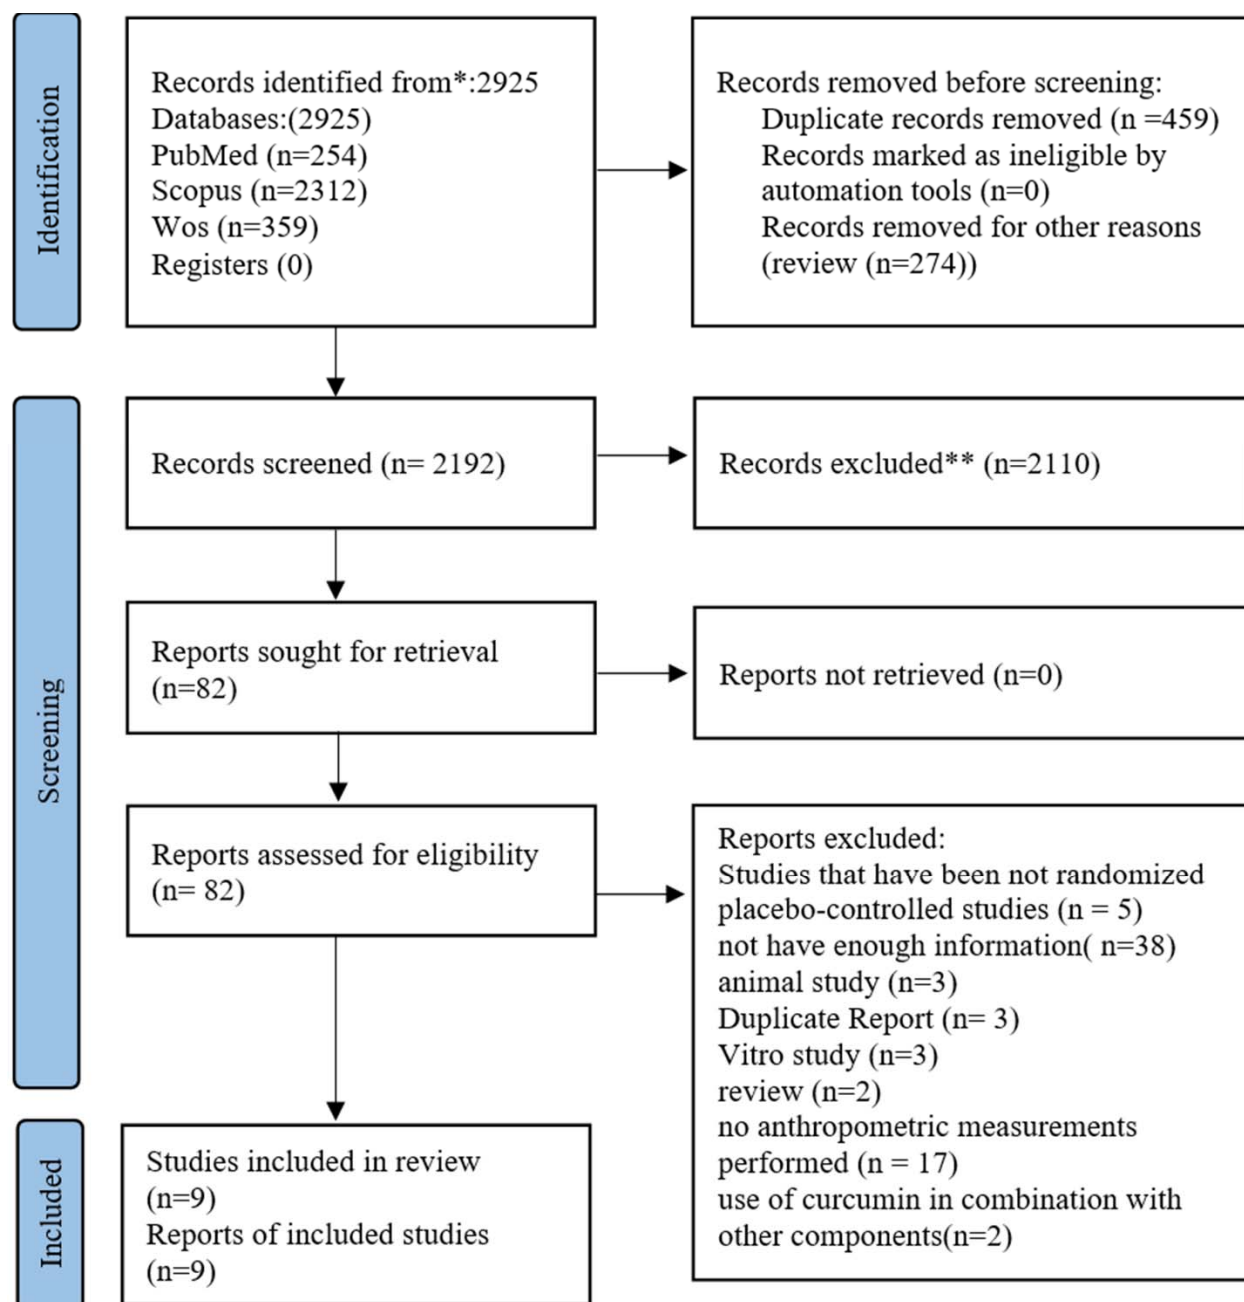 Identification
Records identified from*:2925
Databases:(2925)
PubMed (n=254)
Scopus (n=2312)
Wos (n=359)
Registers (0)
Records removed before screening:
Duplicate records removed (n =459)
Records marked as ineligible by
automation tools (n=0)
Records removed for other reasons
(review (n=274))
Screening
Records screened (n= 2192)
Records excluded** (n=2110)
Reports sought for retrieval
(n=82)
Reports not retrieved (n=0)
Reports assessed for eligibility
(n= 82)
Reports excluded:
Studies that have been not randomized
placebo-controlled studies (n = 5)
not have enough information( n=38)
animal study (n=3)
Duplicate Report (n= 3)
Vitro study (n=3)
review (n=2)
no anthropometric measurements
performed (n = 17)
use of curcumin in combination with
other components(n=2)
Included
Studies included in review
(n=9)
Reports of included studies
(n=9)